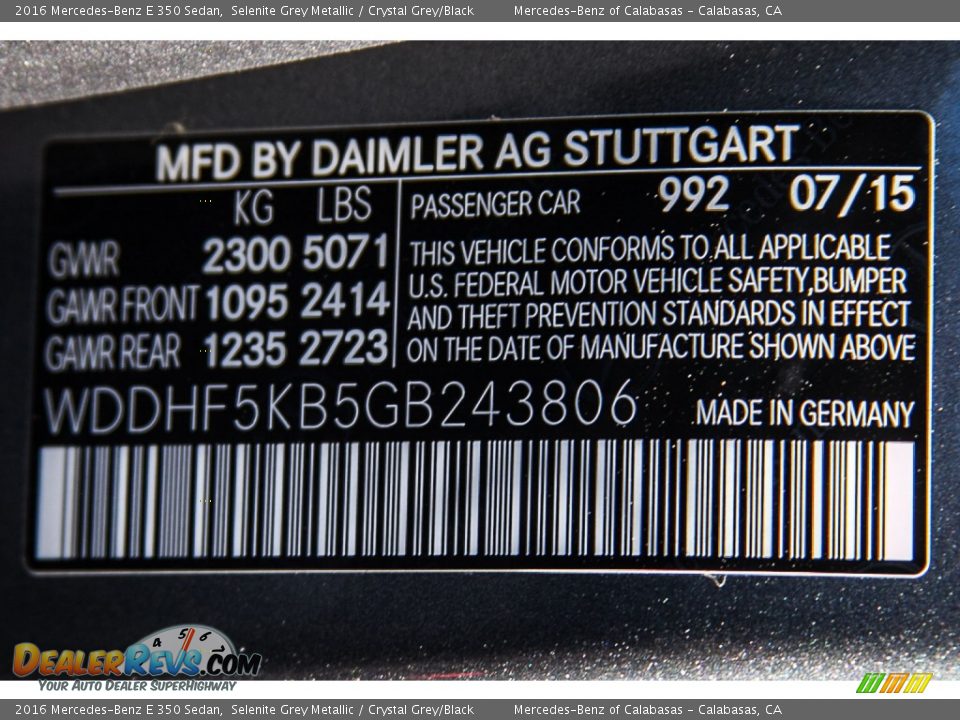 2016 Mercedes-Benz E 350 Sedan,  Selenite Grey Metallic / Crystal Grey/Black          Mercedes-Benz of Calabasas - Calabasas, CA
MFD BY DAIMLER AG STUTTGART
KG LBS
GVWR 2300 5071
GAWR FRONT 1095 2414
GAWR REAR 1235 2723
PASSENGER CAR 992 07/15
THIS VEHICLE CONFORMS TO ALL APPLICABLE
U.S. FEDERAL MOTOR VEHICLE SAFETY,BUMPER
AND THEFT PREVENTION STANDARDS IN EFFECT
ON THE DATE OF MANUFACTURE SHOWN ABOVE
WDDHF5KB5GB243806 MADE IN GERMANY
4 5 6
DEALERREVS.COM
YOUR AUTO DEALER SUPERHIGHWAY
2016 Mercedes-Benz E 350 Sedan,  Selenite Grey Metallic / Crystal Grey/Black          Mercedes-Benz of Calabasas - Calabasas, CA